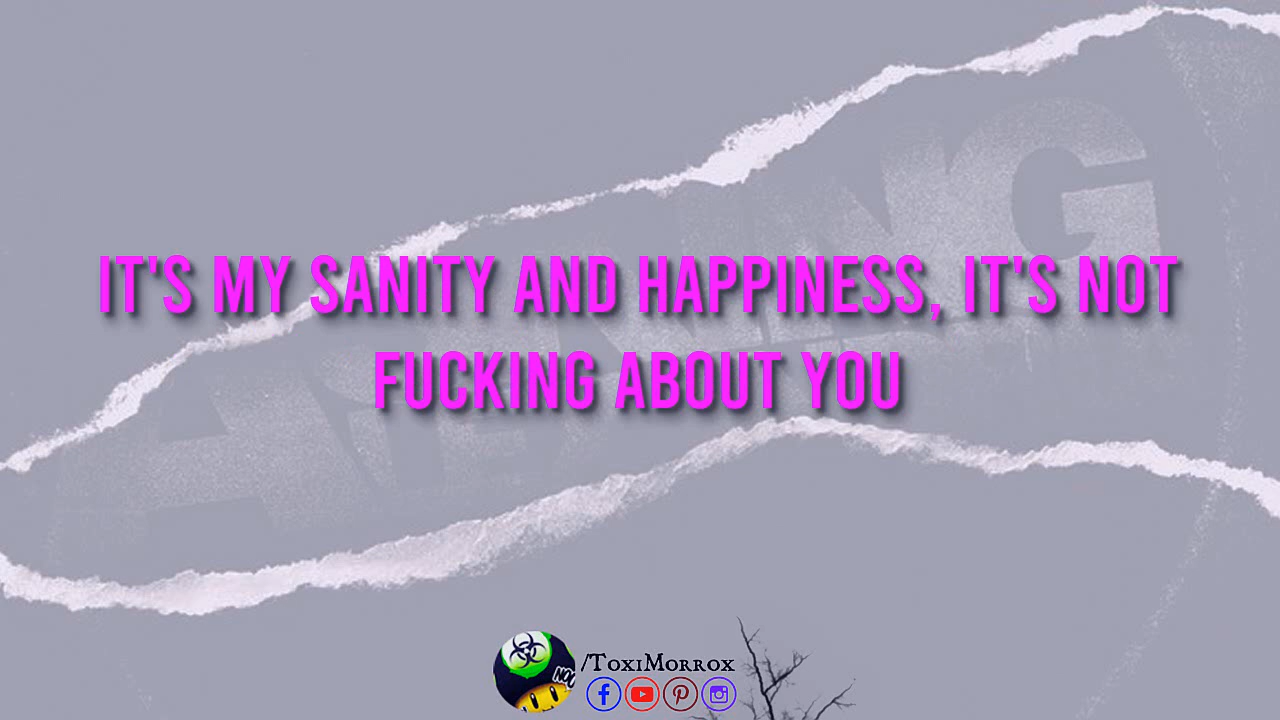 IT'S MY SANITY AND HAPPINESS, IT'S NOT
FUCKING ABOUT YOU
/ToxiMorrox